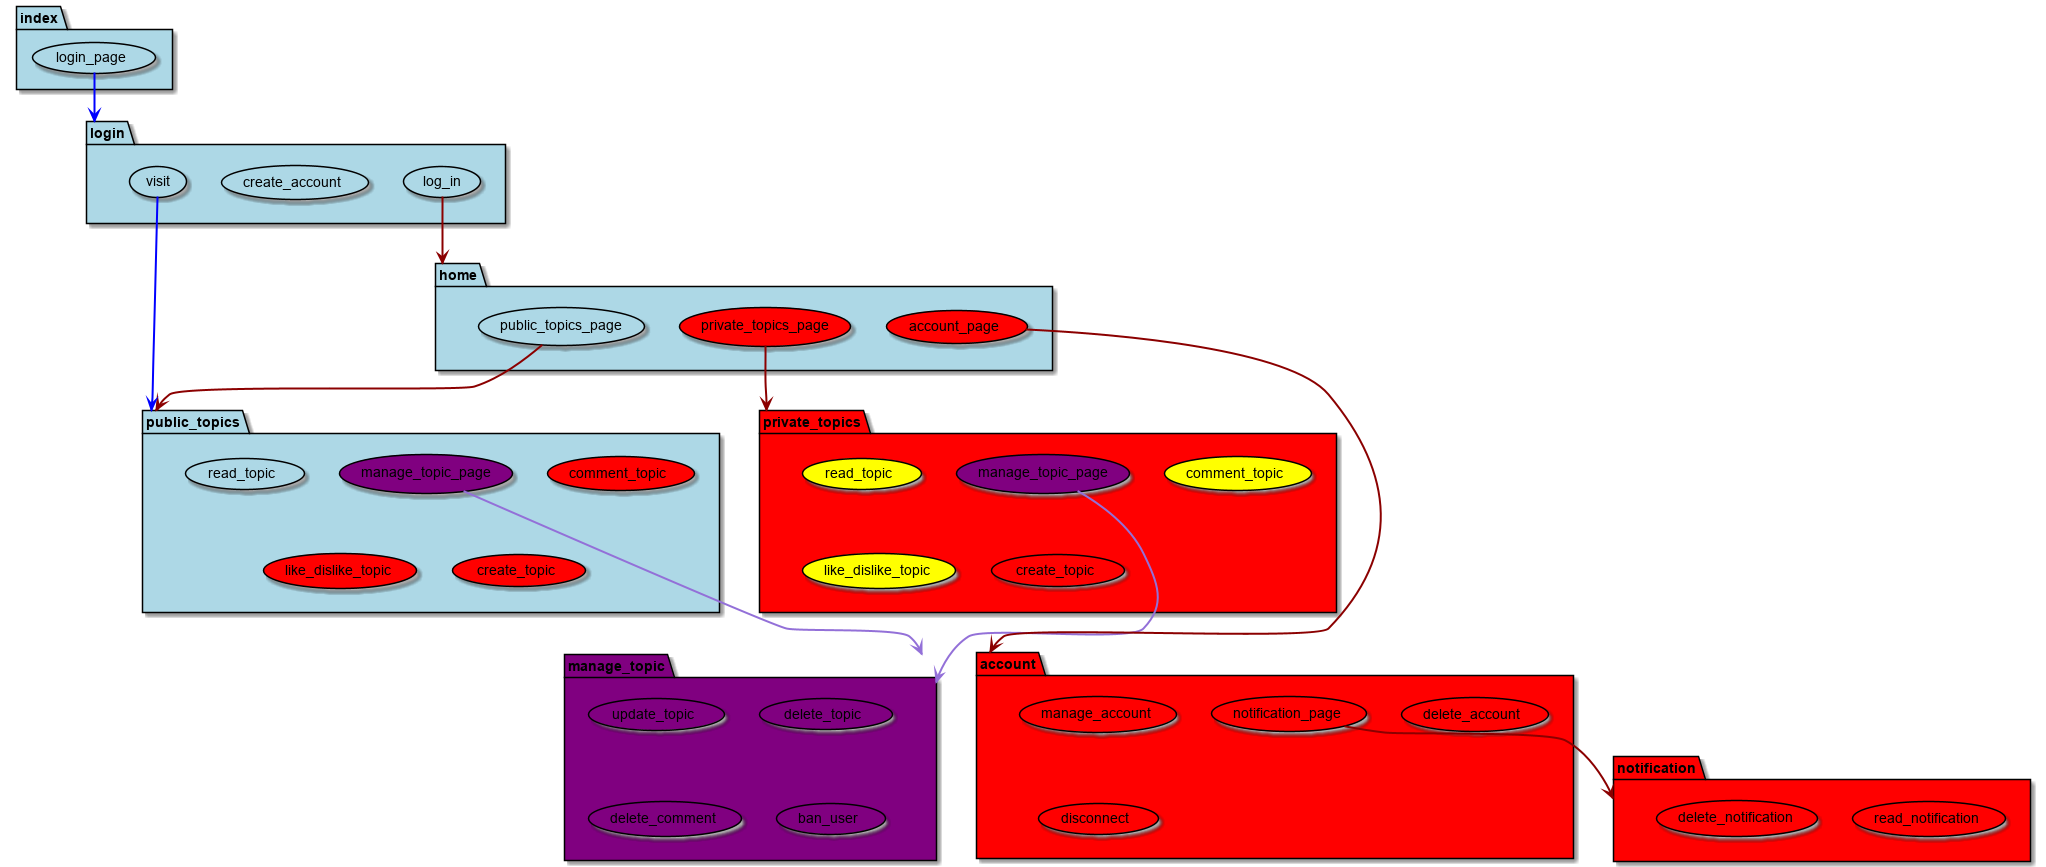 index
login_page
login
visit
create_account
log_in
home
public_topics_page
private_topics_page
account_page
public_topics
read_topic
manage_topic_page
comment_topic
like_dislike_topic
create_topic
private_topics
read_topic
manage_topic_page
comment_topic
like_dislike_topic
create_topic
manage_topic
update_topic
delete_topic
delete_comment
ban_user
account
manage_account
notification_page
delete_account
disconnect
notification
delete_notification
read_notification